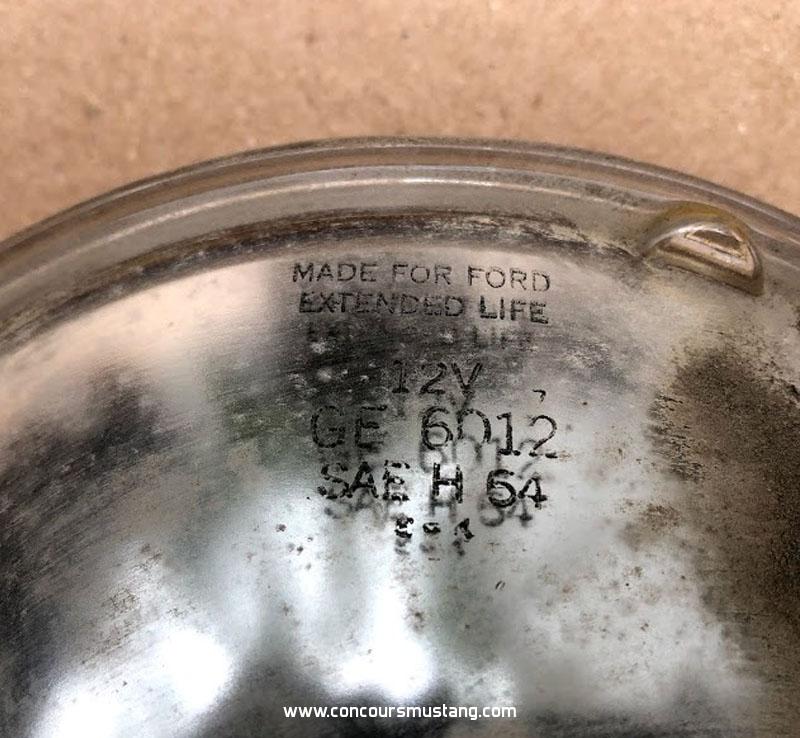 MADE FOR FORD
EXTENDED LIFE
12V
GE 6012
SAE H 64
www.concoursmustang.com